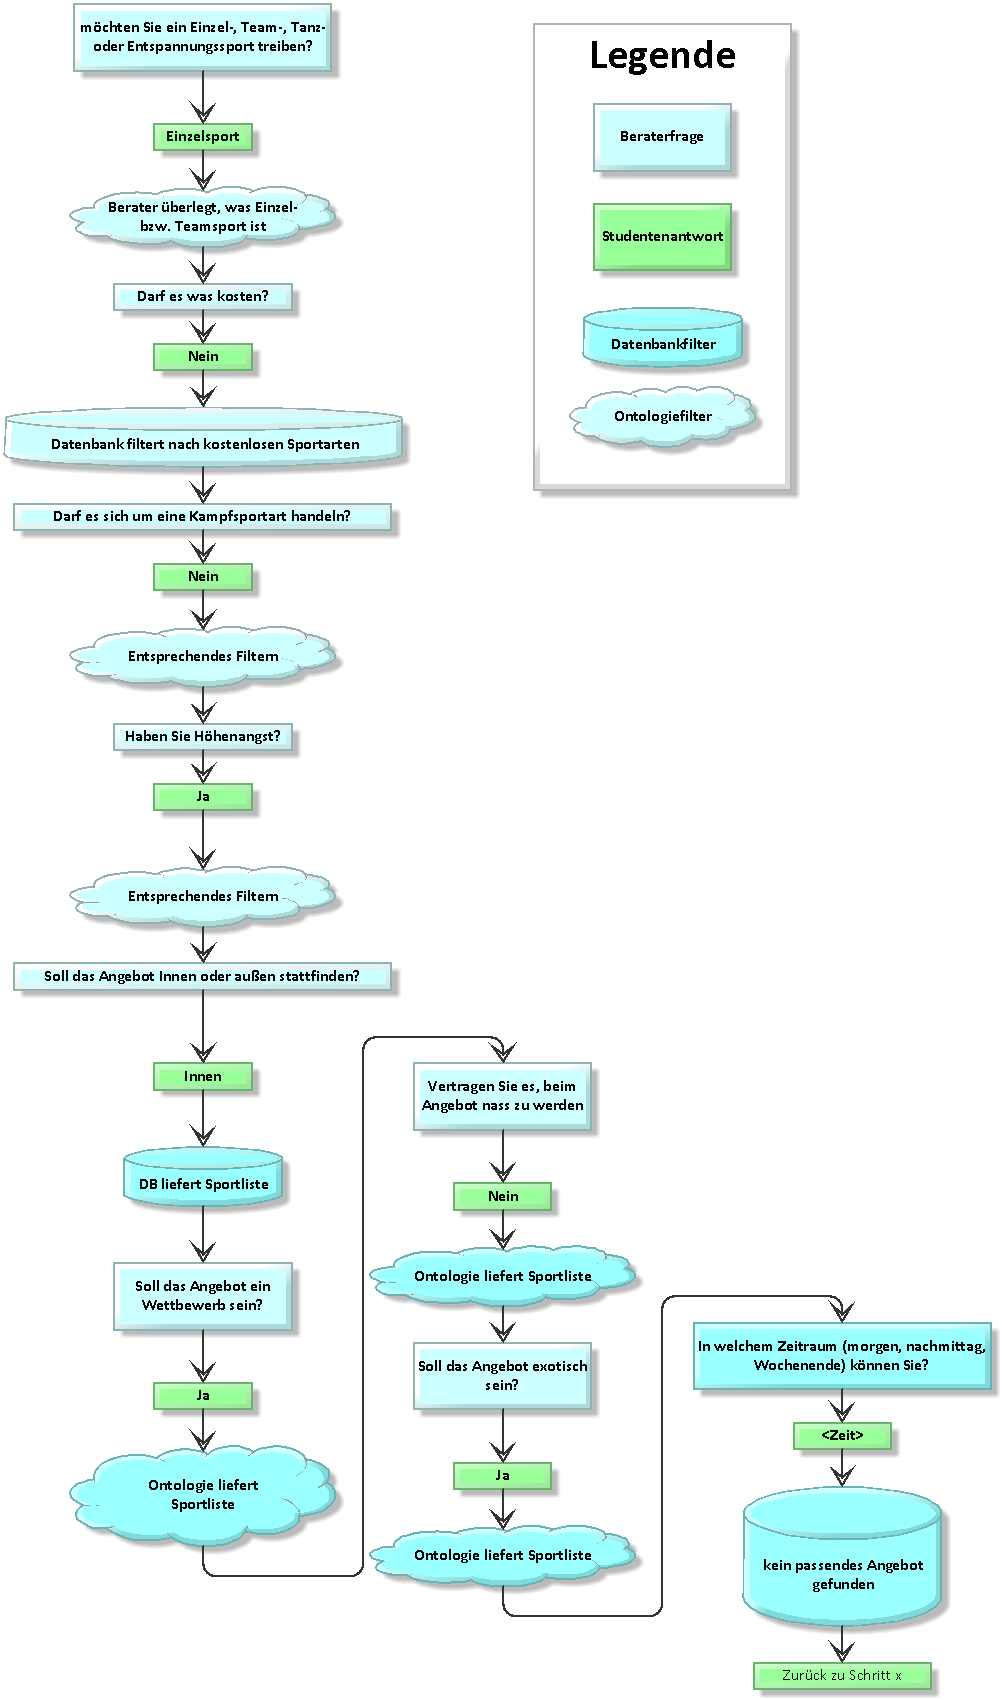 möchten Sie ein Einzel-, Team-, Tanz-
oder Entspannungssport treiben?
Einzelsport
Berater überlegt, was Einzel-
bzw. Teamsport ist
Darf es was kosten?
Nein
Datenbank filtert nach kostenlosen Sportarten
Darf es sich um eine Kampfsportart handeln?
Nein
Entsprechendes Filtern
Haben Sie Höhenangst?
Ja
Entsprechendes Filtern
Soll das Angebot Innen oder außen stattfinden?
Innen
DB liefert Sportliste
Soll das Angebot ein
Wettbewerb sein?
Ja
Ontologie liefert
Sportliste
Vertragen Sie es, beim
Angebot nass zu werden
Nein
Ontologie liefert Sportliste
Soll das Angebot exotisch
sein?
Ja
Ontologie liefert Sportliste
In welchem Zeitraum (morgen, nachmittag,
Wochenende) können Sie?
<Zeit>
kein passendes Angebot
gefunden
Zurück zu Schritt x
Legende
Beraterfrage
Studentenantwort
Datenbankfilter
Ontologiefilter